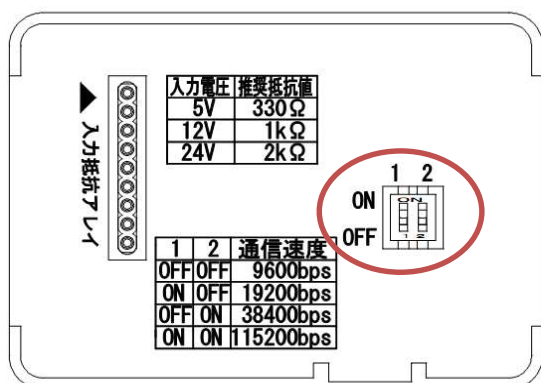 入力電圧 推奨抵抗値
5V 330Ω
12V 1kΩ
24V 2kΩ
▲入力抵抗アレイ
1 2
ON
OFF
ON
1 2
1 2 通信速度
OFF OFF 9600bps
ON OFF 19200bps
OFF ON 38400bps
ON ON 115200bps